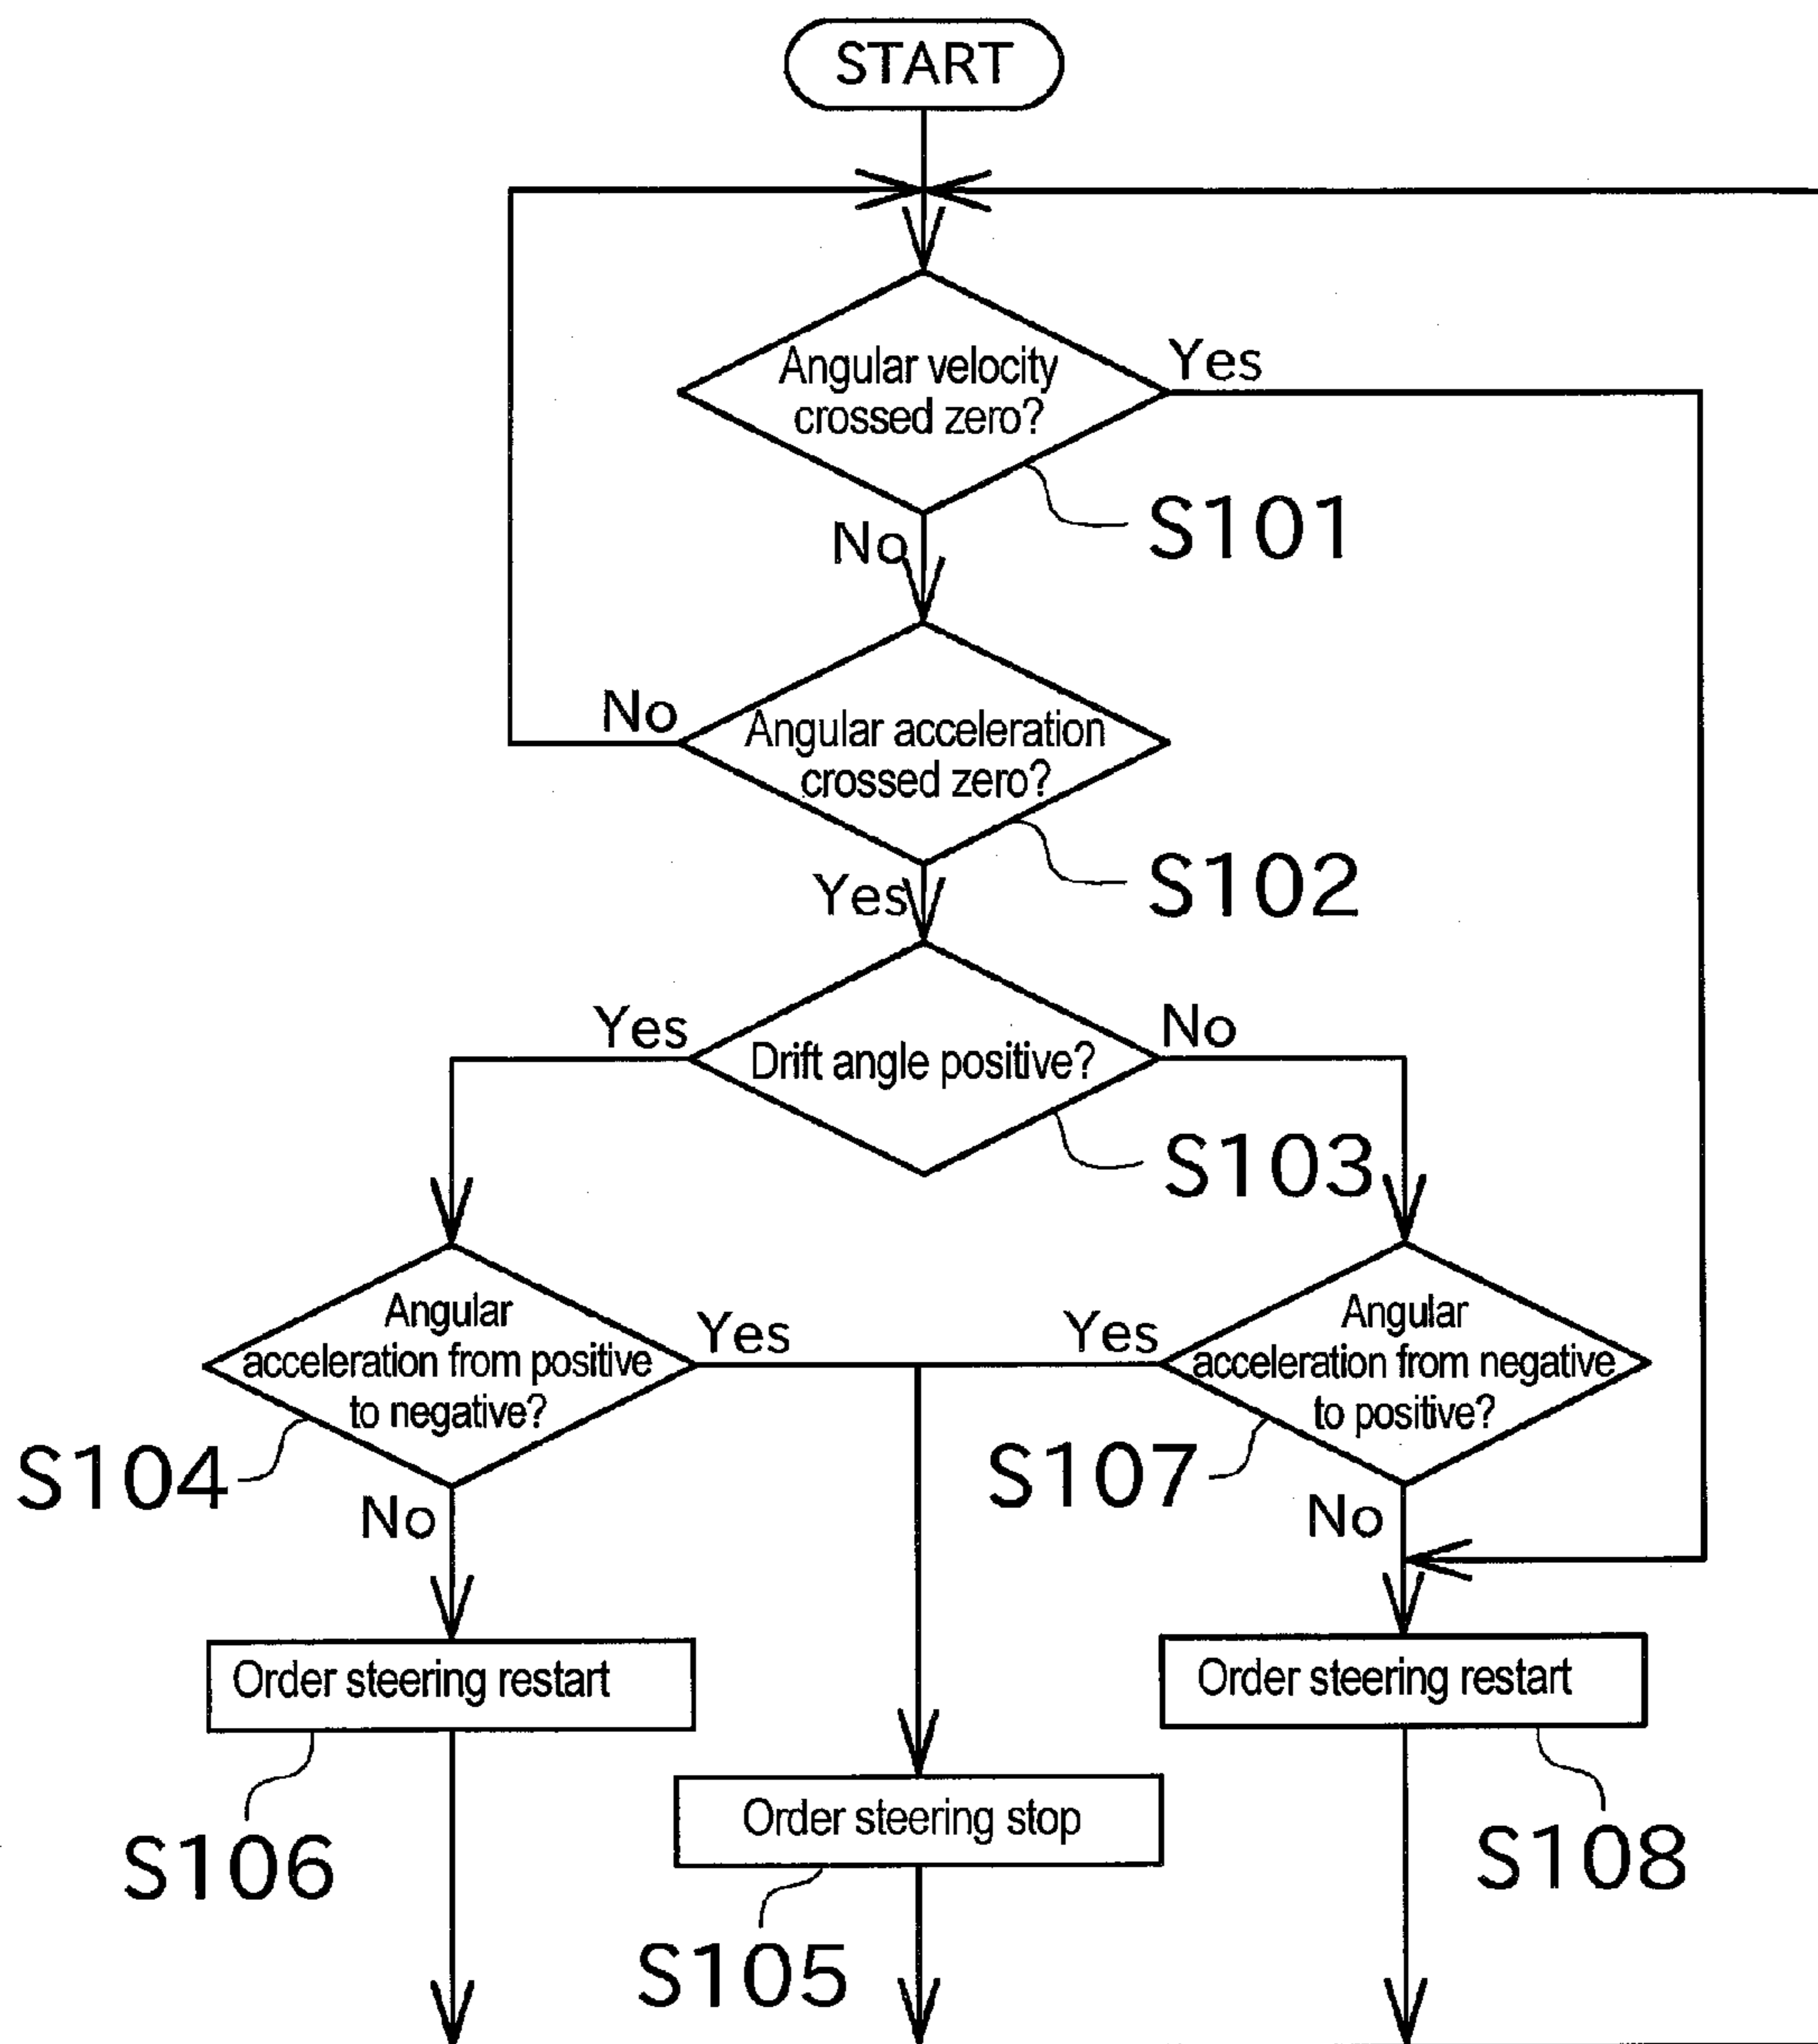 START
Angular velocity
crossed zero?
Yes
S101
No
Angular acceleration
crossed zero?
No
S102
Yes
Drift angle positive?
Yes
No
S103
Angular
acceleration from positive
to negative?
Yes
S104
No
Angular
acceleration from negative
to positive?
Yes
S107
No
Order steering restart
S106
Order steering stop
S105
Order steering restart
S108